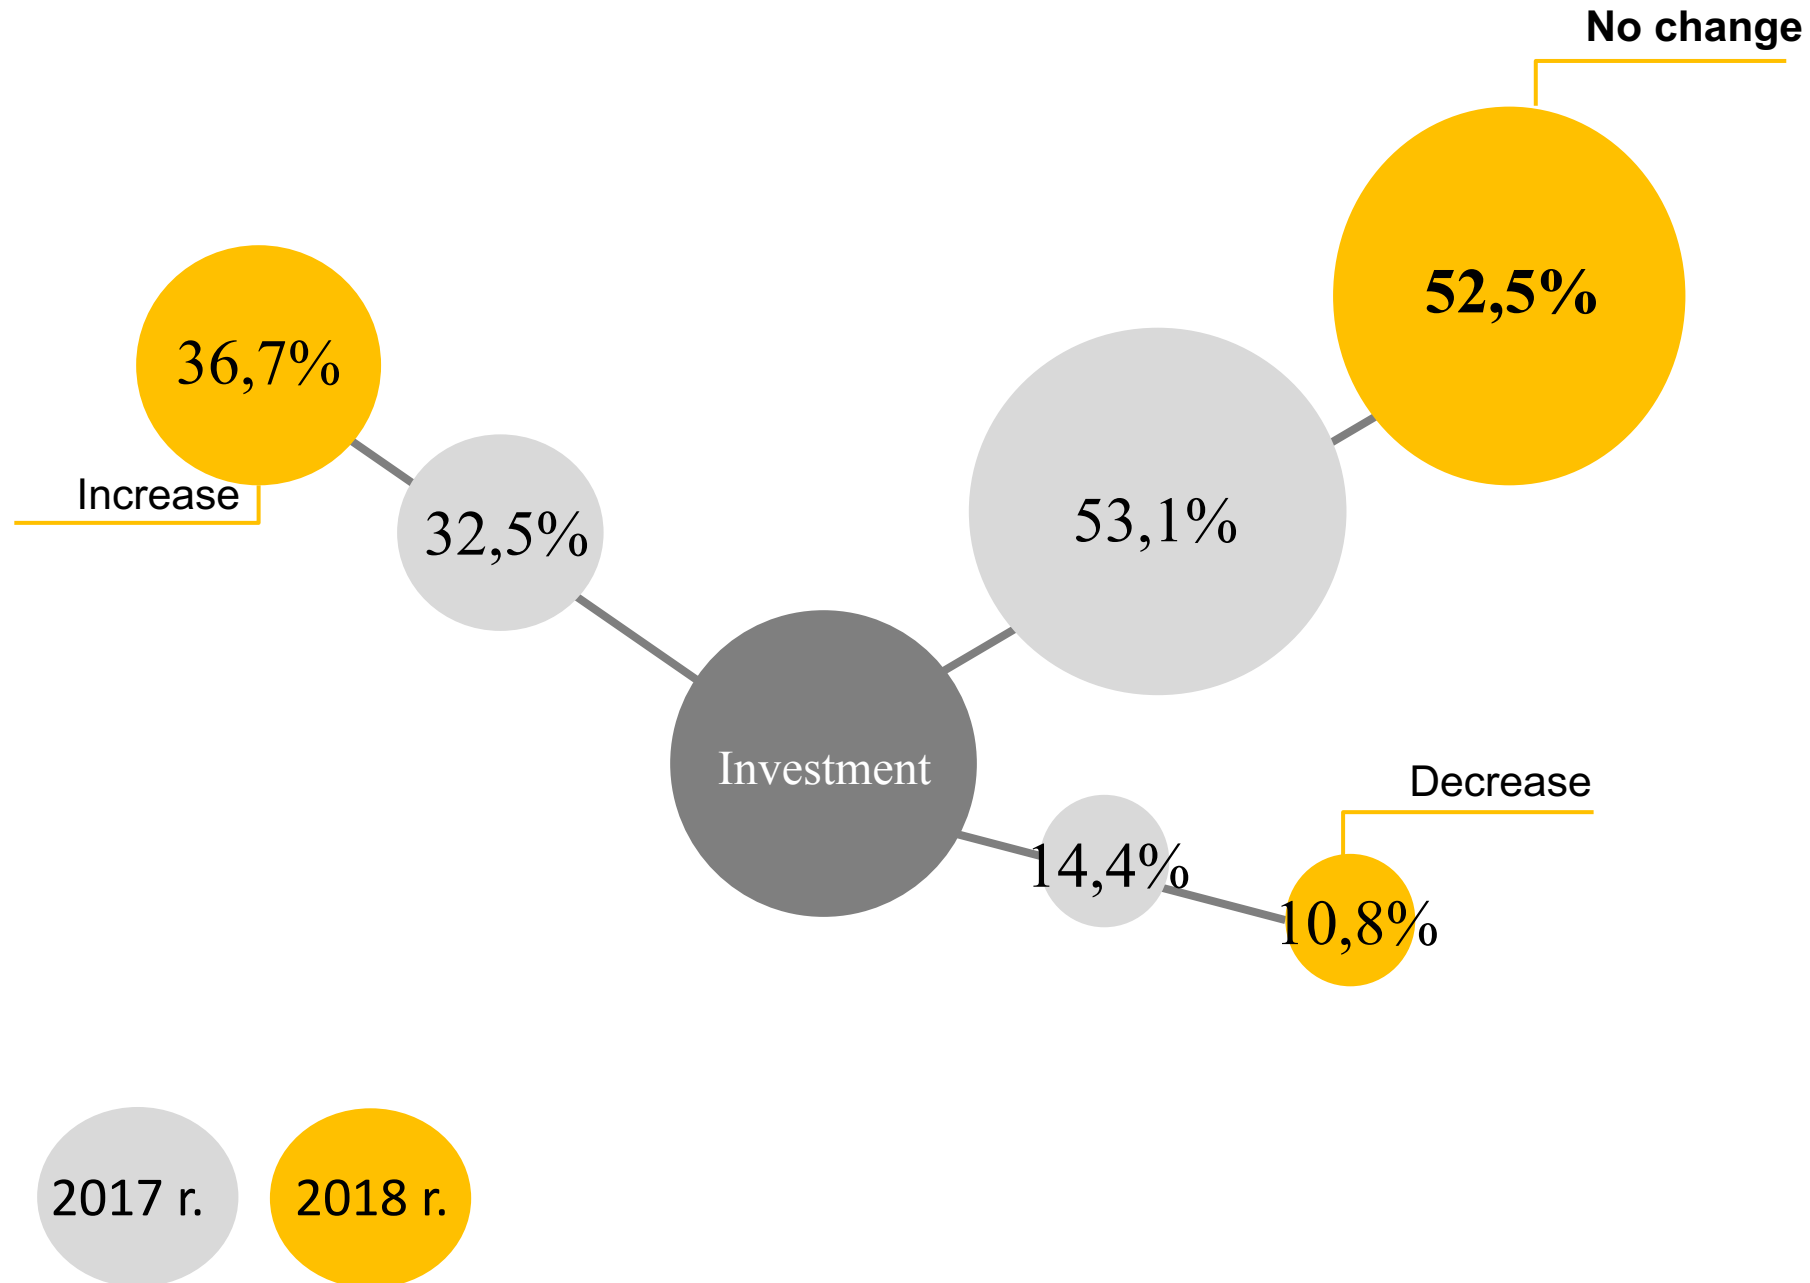 No change
52,5%
36,7%
Increase
32,5%
53,1%
Investment
Decrease
14,4%
10,8%
2017 r.
2018 r.